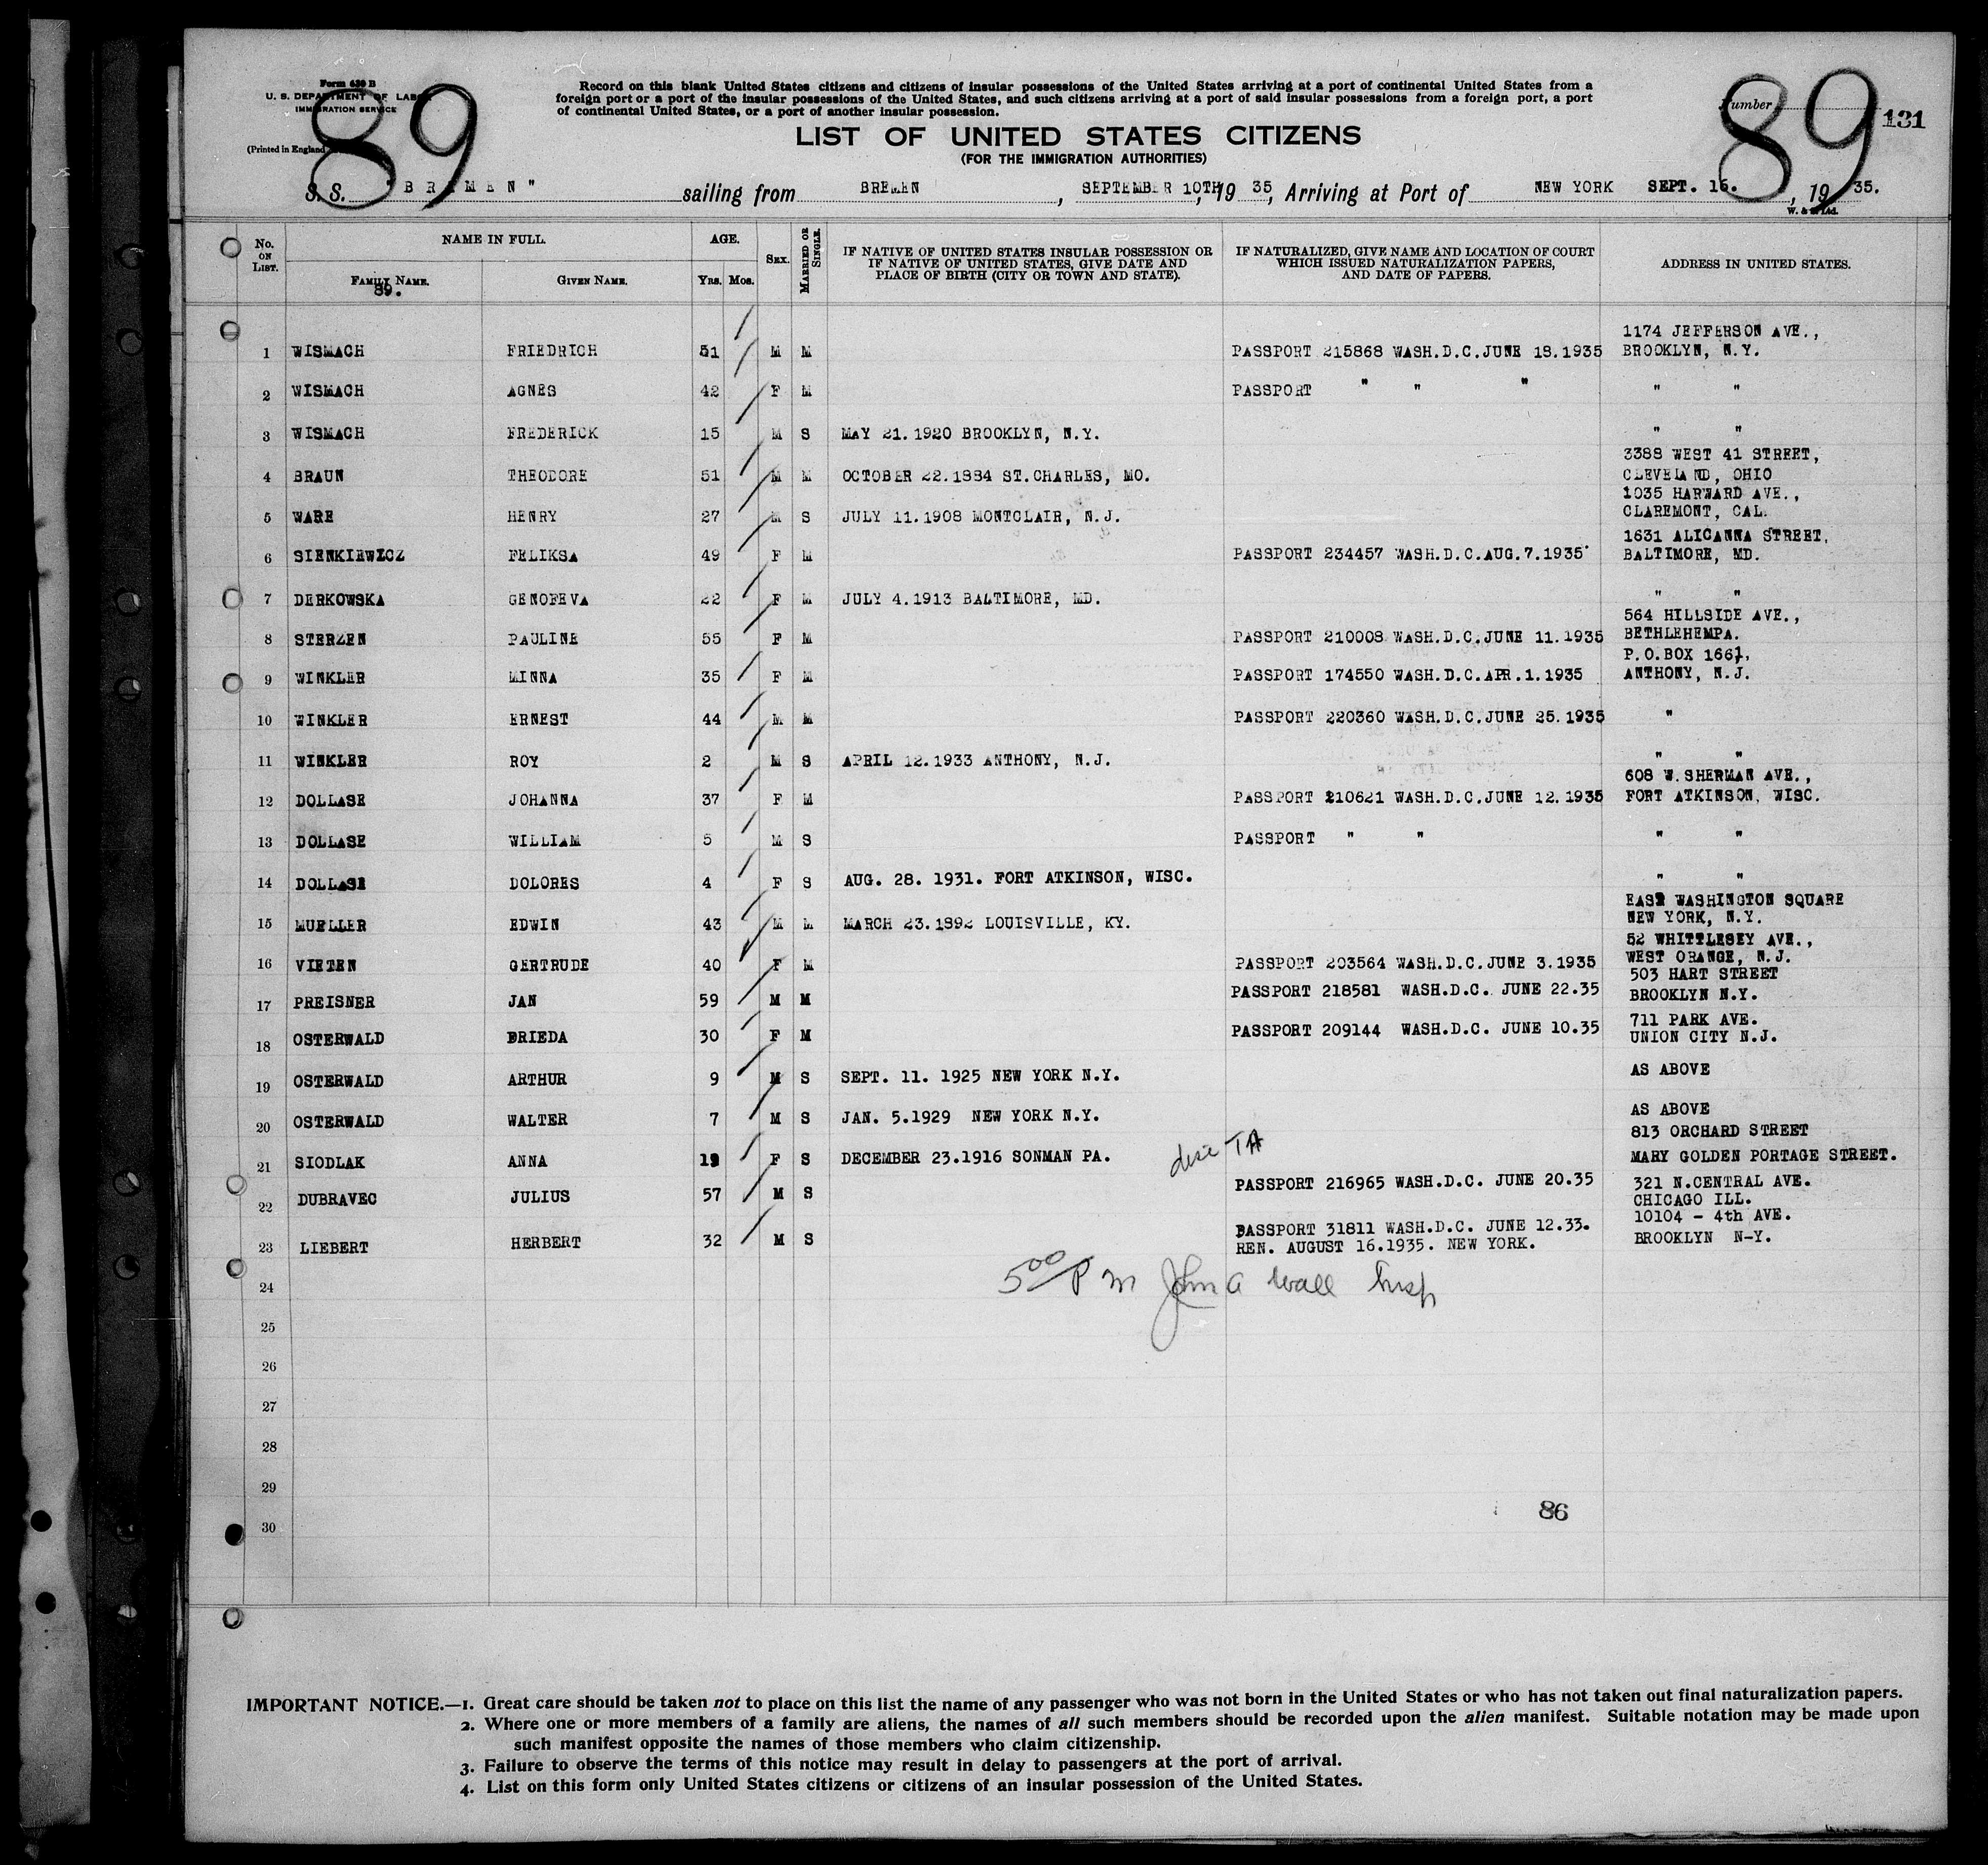 Form 630 B
U. S. DEPARTMENT OF LABOR
IMMIGRATION SERVICE
(Printed in England
89
Record on this blank United States citizens and citizens of insular possessions of the United States arriving at a port of continental United States from a
foreign port or a port of the insular possessions of the United States, and such citizens arriving at a port of said insular possessions from a foreign port, a port
of continental United States, or a port of another insular possession.
Number 89 131
LIST OF UNITED STATES CITIZENS
(FOR THE IMMIGRATION AUTHORITIES)
S. S. "BREMEN" sailing from BREMEN, SEPTEMBER 10TH, 19 35, Arriving at Port of NEW YORK SEPT. 16., 19 35.
W. & S. Ltd.
No. ON LIST. NAME IN FULL. AGE. SEX. MARRIED OR SINGLE. IF NATIVE OF UNITED STATES INSULAR POSSESSION OR IF NATIVE OF UNITED STATES, GIVE DATE AND PLACE OF BIRTH (CITY OR TOWN AND STATE). IF NATURALIZED, GIVE NAME AND LOCATION OF COURT WHICH ISSUED NATURALIZATION PAPERS, AND DATE OF PAPERS. ADDRESS IN UNITED STATES.
FAMILY NAME. GIVEN NAME. YRS. MOS.
89.
1174 JEFFERSON AVE.,
1 WISMACH FRIEDRICH 51 M M PASSPORT 215868 WASH.D.C.JUNE 18.1935 BROOKLYN, N.Y.
2 WISMACH AGNES 42 F M PASSPORT " " " " "
3 WISMACH FREDERICK 15 M S MAY 21.1920 BROOKLYN, N.Y. " "
3388 WEST 41 STREET,
4 BRAUN THEODORE 51 M M OCTOBER 22.1884 ST.CHARLES, MO. CLEVELAND, OHIO
1035 HARWARD AVE.,
5 WARE HENRY 27 M S JULY 11.1908 MONTCLAIR, N.J. CLAREMONT, CAL.
1631 ALICANNA STREET,
6 SIENKIEWICZ FELIKSA 49 F M PASSPORT 234457 WASH.D.C.AUG.7.1935 BALTIMORE, MD.
7 DERKOWSKA GENOFEVA 22 F M JULY 4.1913 BALTIMORE, MD. " "
564 HILLSIDE AVE.,
8 STERZEN PAULINE 55 F M PASSPORT 210008 WASH.D.C.JUNE 11.1935 BETHLEHEMPA.
P.O.BOX 1661,
9 WINKLER MINNA 35 F M PASSPORT 174550 WASH.D.C.APR.1.1935 ANTHONY, N.J.
10 WINKLER ERNEST 44 M M PASSPORT 220360 WASH.D.C.JUNE 25.1935 "
11 WINKLER ROY 2 M S APRIL 12.1933 ANTHONY, N.J. " "
608 W.SHERMAN AVE.,
12 DOLLASE JOHANNA 37 F M PASSPORT 210621 WASH.D.C.JUNE 12.1935 FORT ATKINSON, WISC.
13 DOLLASE WILLIAM 5 M S PASSPORT " " " "
14 DOLLASE DOLORES 4 F S AUG. 28. 1931. FORT ATKINSON, WISC. " "
EAST WASHINGTON SQUARE
15 MUELLER EDWIN 43 M M MARCH 23.1892 LOUISVILLE, KY. NEW YORK, N.Y.
52 WHITTLESEY AVE.,
16 VIETEN GERTRUDE 40 F M PASSPORT 203564 WASH.D.C.JUNE 3.1935 WEST ORANGE, N.J.
503 HART STREET
17 PREISNER JAN 59 M M PASSPORT 218581 WASH.D.C. JUNE 22.35 BROOKLYN N.Y.
711 PARK AVE.
18 OSTERWALD FRIEDA 30 F M PASSPORT 209144 WASH.D.C. JUNE 10.35 UNION CITY N.J.
19 OSTERWALD ARTHUR 9 M S SEPT. 11. 1925 NEW YORK N.Y. AS ABOVE
20 OSTERWALD WALTER 7 M S JAN. 5.1929 NEW YORK N.Y. AS ABOVE
813 ORCHARD STREET
21 SIODLAK ANNA 19 F S DECEMBER 23.1916 SONMAN PA. TA MARY GOLDEN PORTAGE STREET.
22 DUBRAVEC JULIUS 57 M S PASSPORT 216965 WASH.D.C. JUNE 20.35 321 N.CENTRAL AVE.
CHICAGO ILL.
10104 - 4th AVE.
23 LIEBERT HERBERT 32 M S PASSPORT 31811 WASH.D.C. JUNE 12.33. BROOKLYN N-Y.
REN. AUGUST 16.1935. NEW YORK.
24
5 00/P m John A Wall Insp
25
26
27
28
29
86
30
IMPORTANT NOTICE.—1. Great care should be taken not to place on this list the name of any passenger who was not born in the United States or who has not taken out final naturalization papers.
2. Where one or more members of a family are aliens, the names of all such members should be recorded upon the alien manifest. Suitable notation may be made upon
such manifest opposite the names of those members who claim citizenship.
3. Failure to observe the terms of this notice may result in delay to passengers at the port of arrival.
4. List on this form only United States citizens or citizens of an insular possession of the United States.